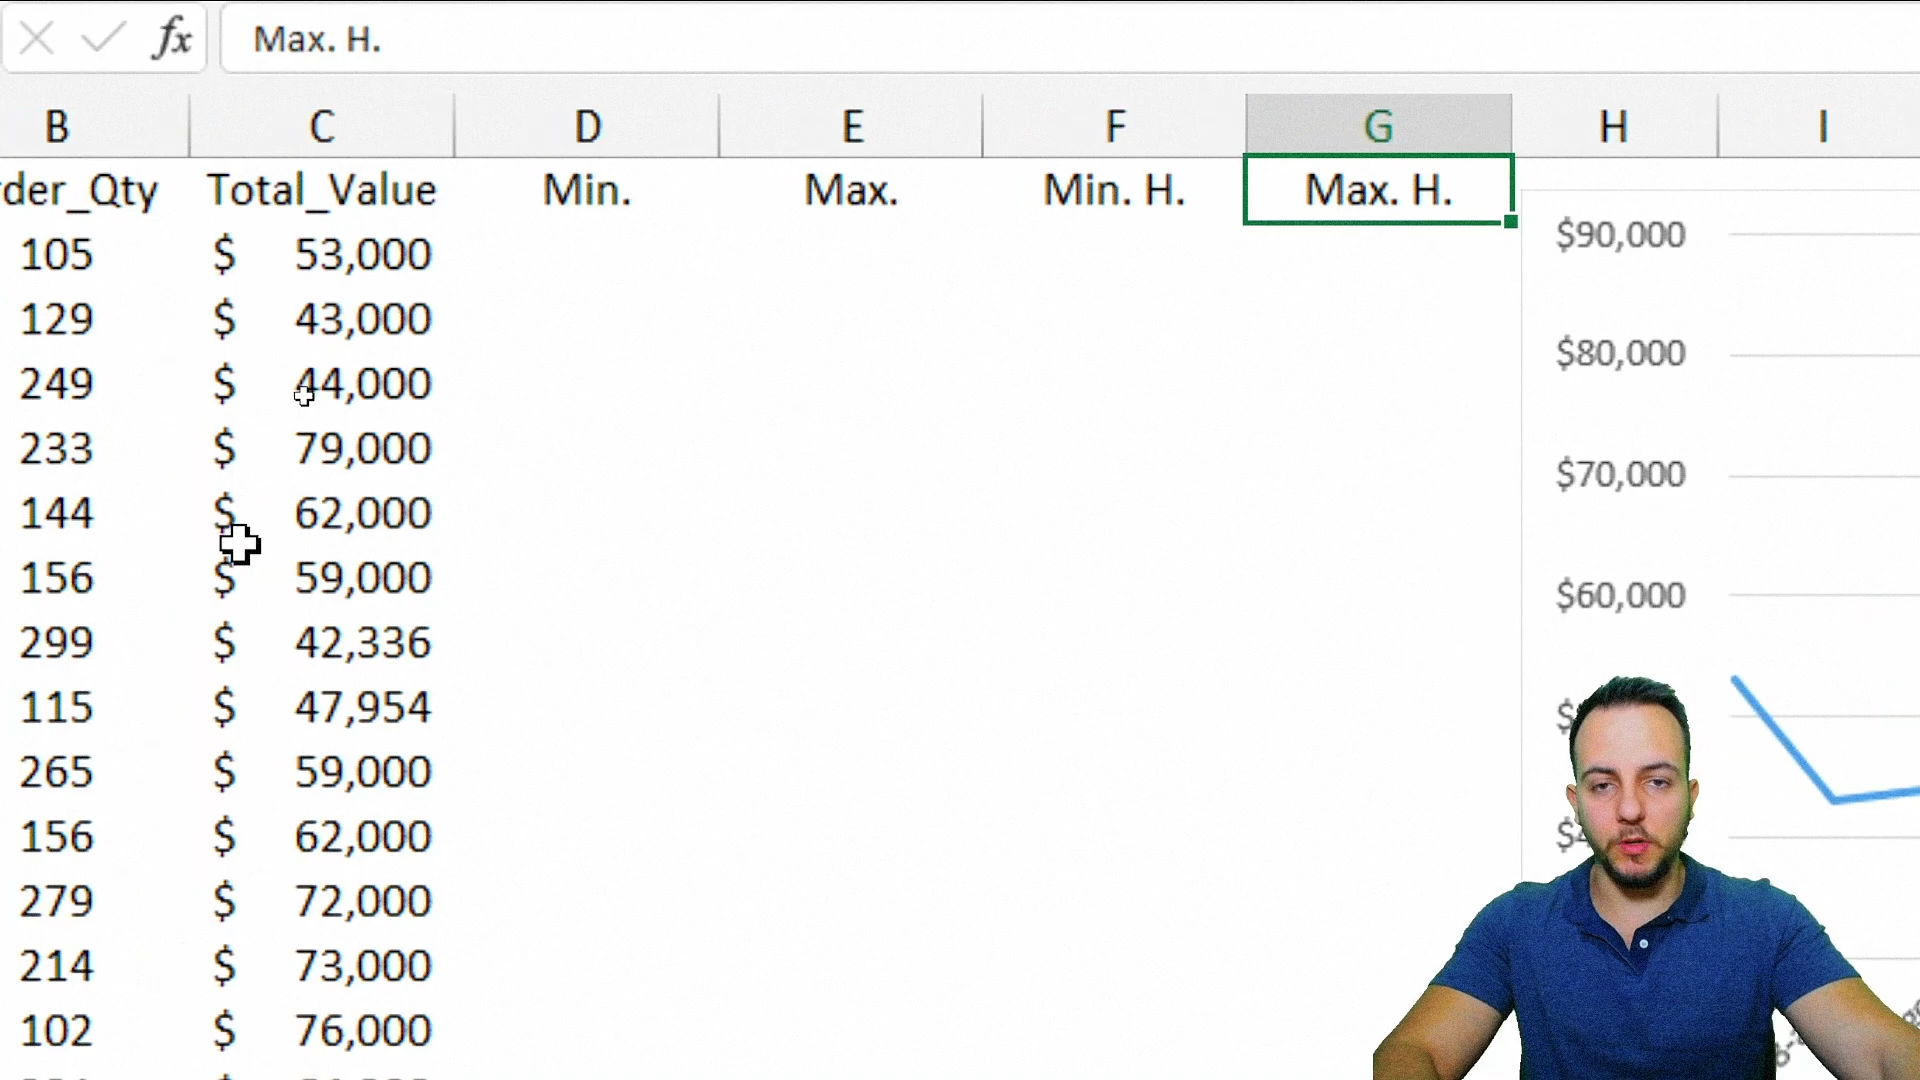 fx Max. H.
B C D E F G H I
der_Qty Total_Value Min. Max. Min. H. Max. H.
105 $ 53,000
129 $ 43,000
249 $ 44,000
233 $ 79,000
144 $ 62,000
156 $ 59,000
299 $ 42,336
115 $ 47,954
265 $ 59,000
156 $ 62,000
279 $ 72,000
214 $ 73,000
102 $ 76,000
$90,000
$80,000
$70,000
$60,000